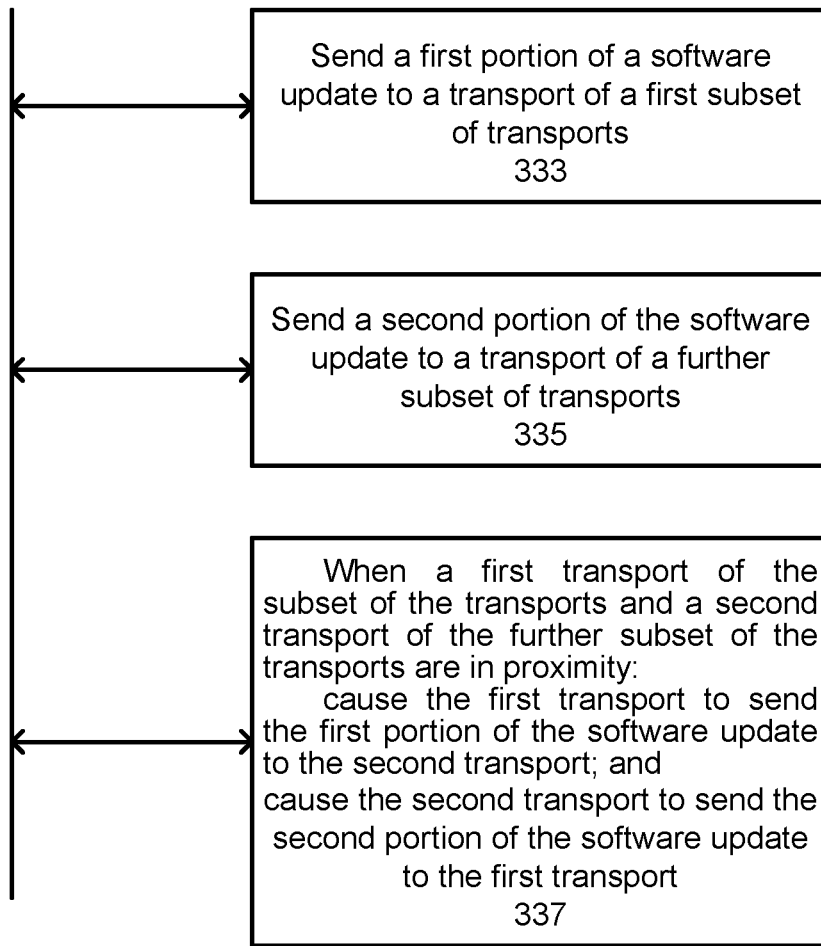 Send a first portion of a software
update to a transport of a first subset
of transports
333
Send a second portion of the software
update to a transport of a further
subset of transports
335
When a first transport of the
subset of the transports and a second
transport of the further subset of the
transports are in proximity:
cause the first transport to send
the first portion of the software update
to the second transport; and
cause the second transport to send the
second portion of the software update
to the first transport
337